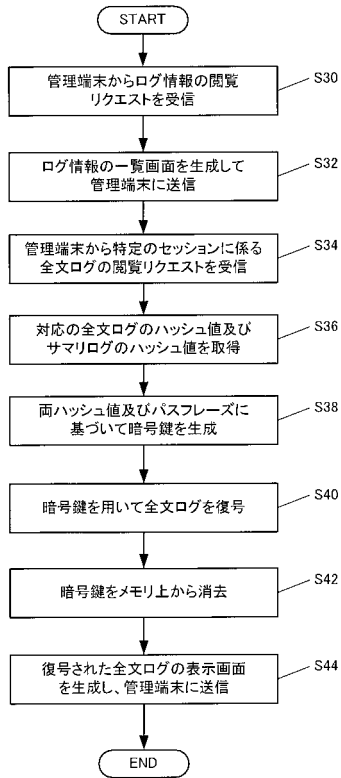 START
管理端末からログ情報の閲覧
リクエストを受信
S30
ログ情報の一覧画面を生成して
管理端末に送信
S32
管理端末から特定のセッションに係る
全文ログの閲覧リクエストを受信
S34
対応の全文ログのハッシュ値及び
サマリログのハッシュ値を取得
S36
両ハッシュ値及びパスフレーズに
基づいて暗号鍵を生成
S38
暗号鍵を用いて全文ログを復号
S40
暗号鍵をメモリ上から消去
S42
復号された全文ログの表示画面
を生成し、管理端末に送信
S44
END